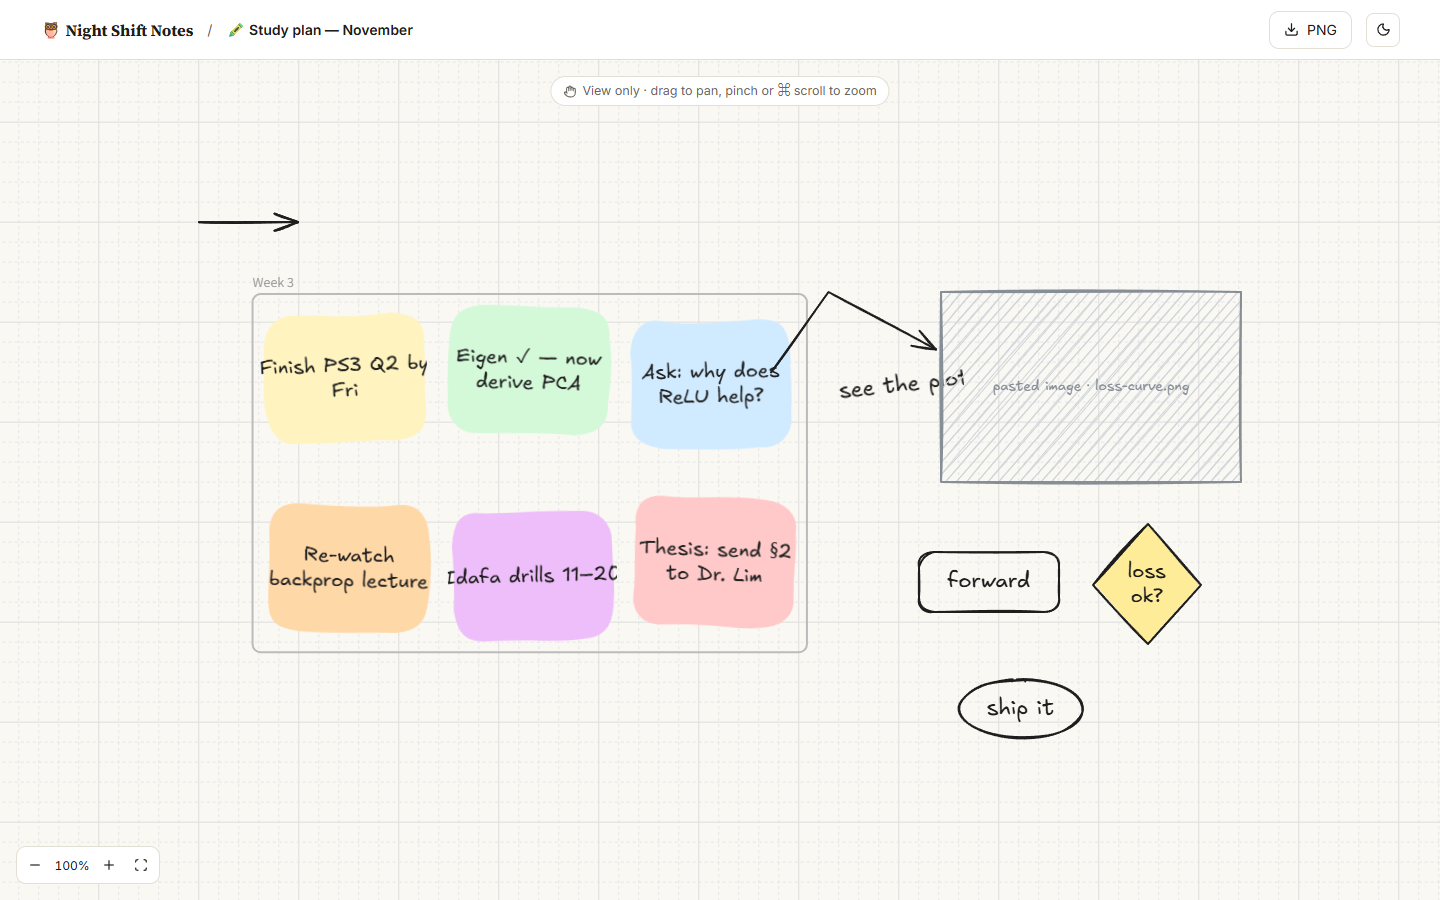 Night Shift Notes / Study plan — November
PNG
View only · drag to pan, pinch or ⌘ scroll to zoom
Week 3
Finish PS3 Q2 by
Fri
Eigen ✓ — now
derive PCA
Ask: why does
ReLU help?
see the plot
pasted image · loss-curve.png
Re-watch
backprop lecture
Idafa drills 11–20
Thesis: send §2
to Dr. Lim
forward
loss
ok?
ship it
100%